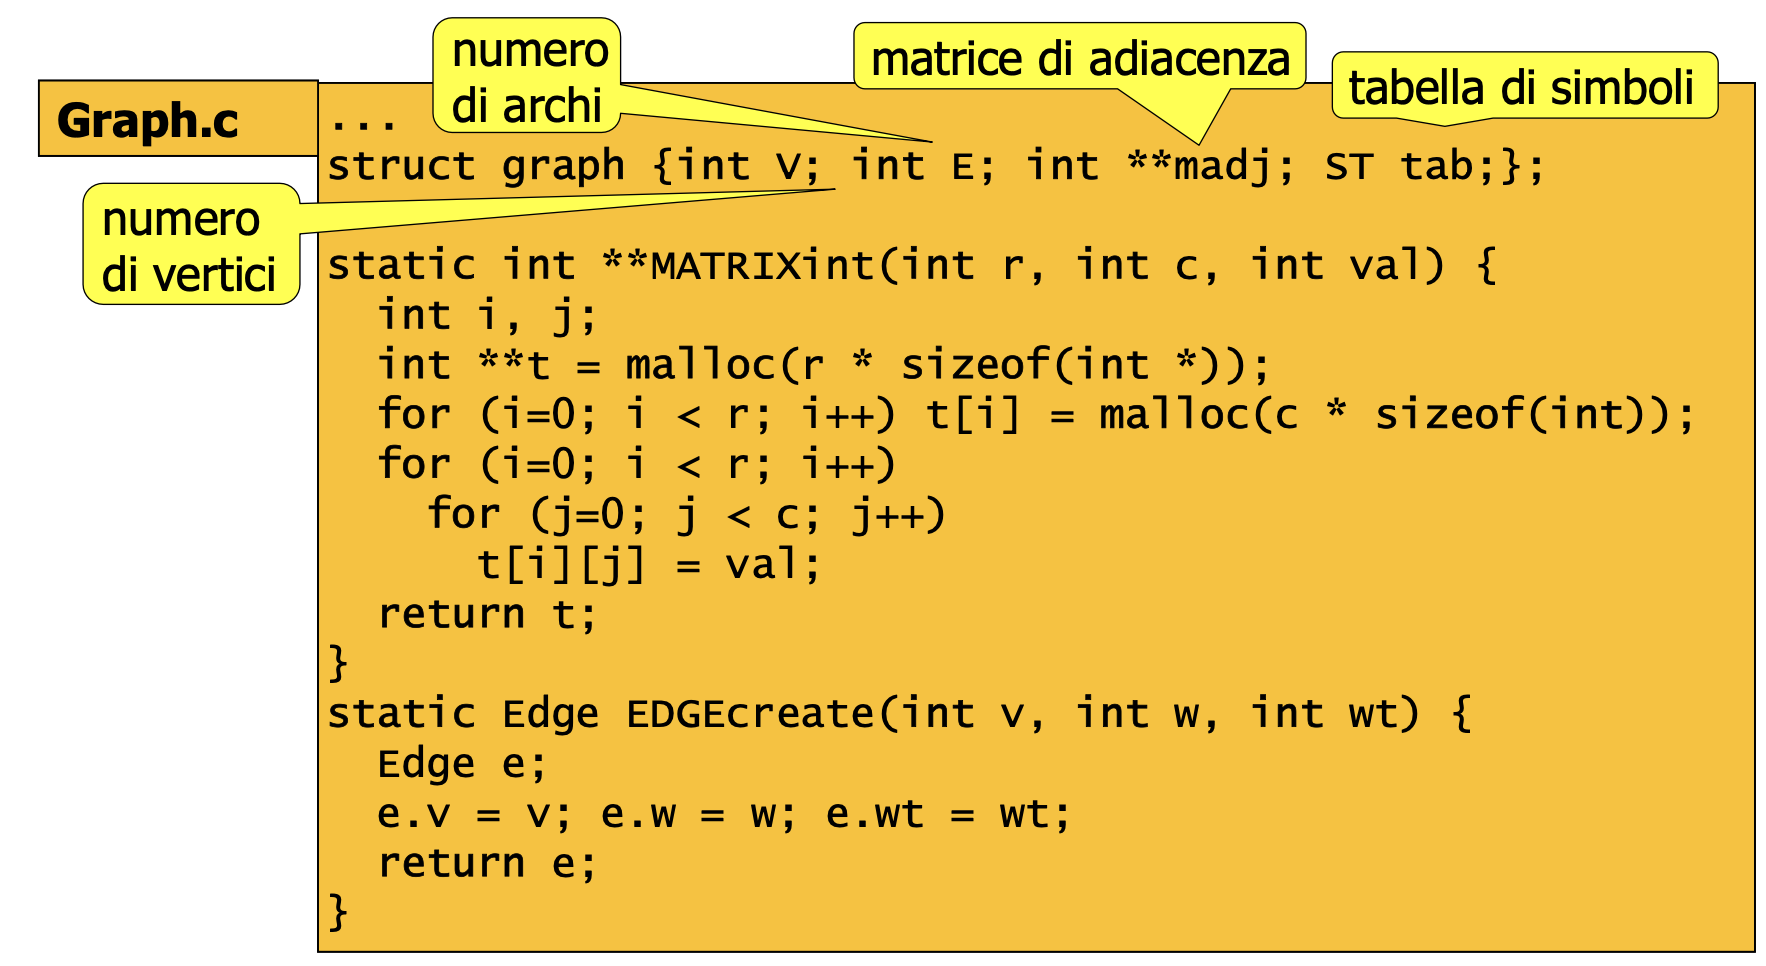 numero
di archi
matrice di adiacenza
tabella di simboli
Graph.c
...
struct graph {int V; int E; int **madj; ST tab;};
numero
di vertici
static int **MATRIXint(int r, int c, int val) {
  int i, j;
  int **t = malloc(r * sizeof(int *));
  for (i=0; i < r; i++) t[i] = malloc(c * sizeof(int));
  for (i=0; i < r; i++)
    for (j=0; j < c; j++)
      t[i][j] = val;
  return t;
}
static Edge EDGEcreate(int v, int w, int wt) {
  Edge e;
  e.v = v; e.w = w; e.wt = wt;
  return e;
}